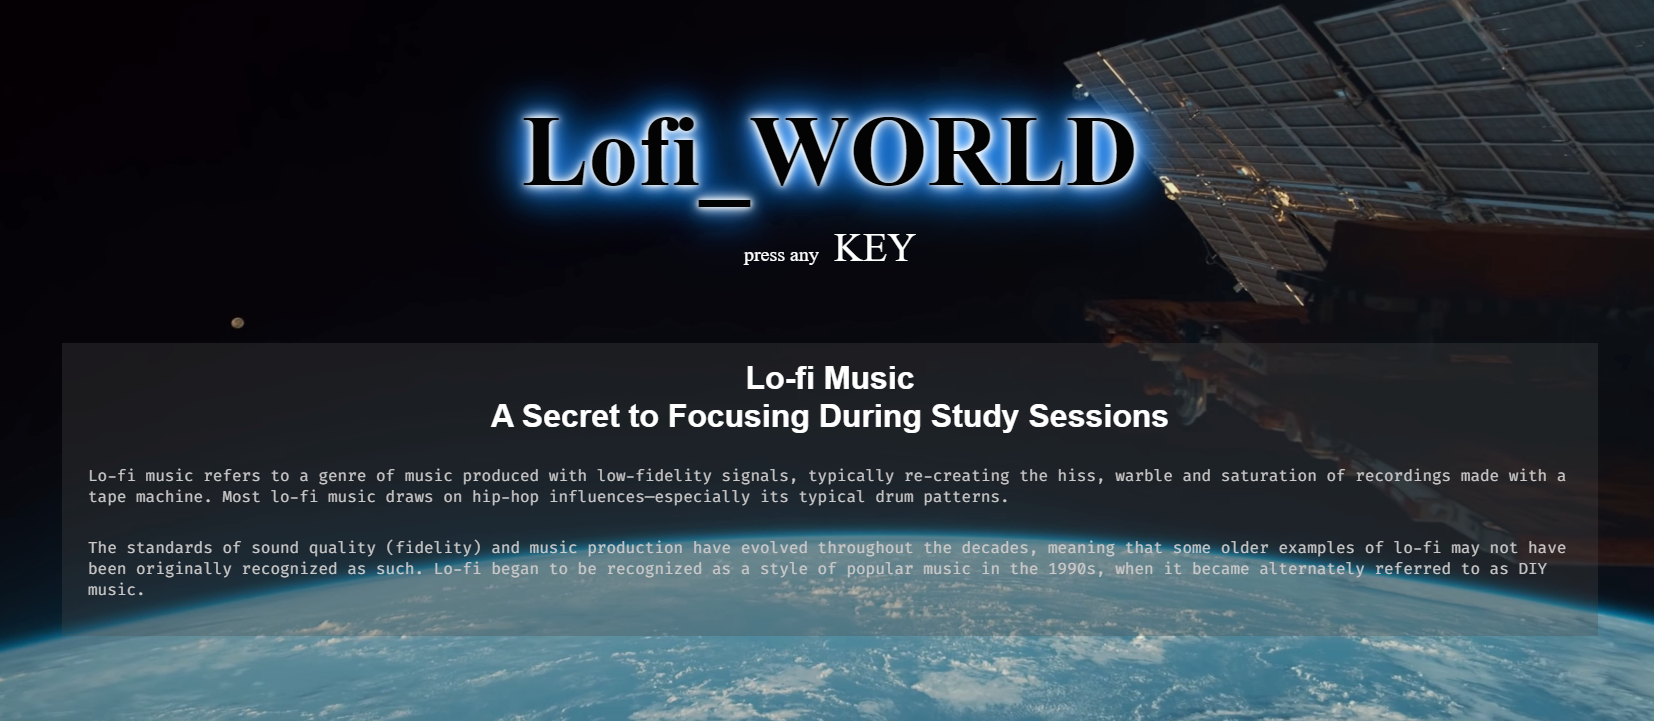 Lofi_WORLD
press any KEY
Lo-fi Music
A Secret to Focusing During Study Sessions
Lo-fi music refers to a genre of music produced with low-fidelity signals, typically re-creating the hiss, warble and saturation of recordings made with a
tape machine. Most lo-fi music draws on hip-hop influences—especially its typical drum patterns.
The standards of sound quality (fidelity) and music production have evolved throughout the decades, meaning that some older examples of lo-fi may not have
been originally recognized as such. Lo-fi began to be recognized as a style of popular music in the 1990s, when it became alternately referred to as DIY
music.